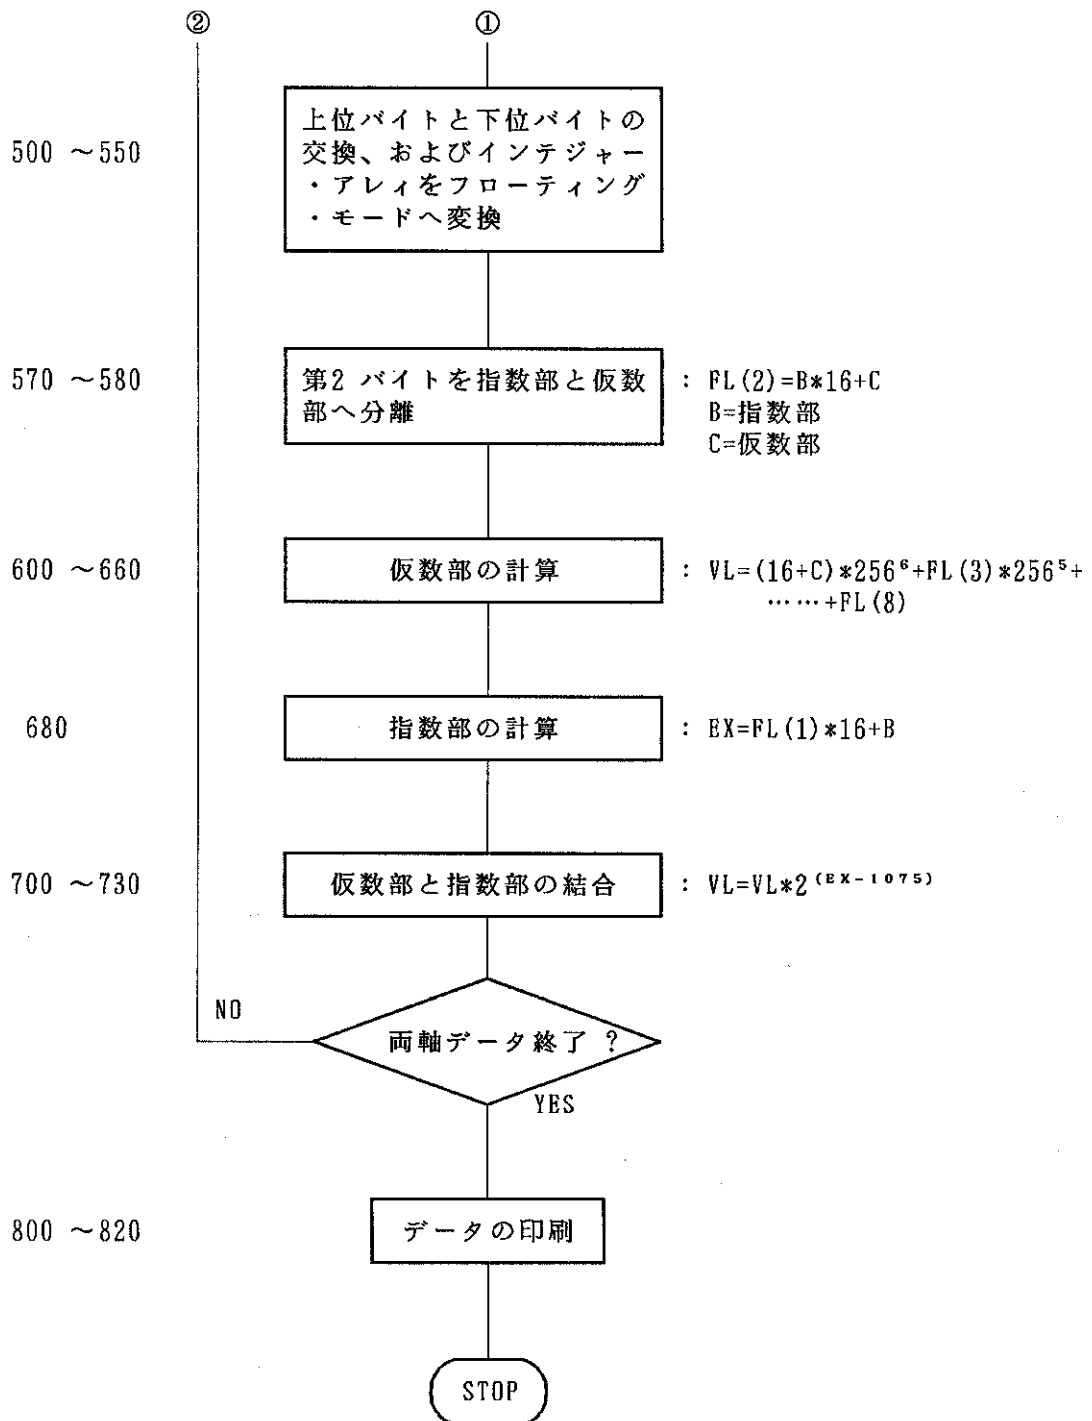 ② ①
500 ～550
上位バイトと下位バイトの
交換、およびインテジャー
・アレィをフローティング
・モードへ変換
570 ～580
第2 バイトを指数部と仮数
部へ分離
: FL(2)=B*16+C
B=指数部
C=仮数部
600 ～660
仮数部の計算
: VL=(16+C)*256⁶+FL(3)*256⁵+
……+FL(8)
680
指数部の計算
: EX=FL(1)*16+B
700 ～730
仮数部と指数部の結合
: VL=VL*2^(EX-1075)
NO
両軸データ終了 ?
YES
800 ～820
データの印刷
STOP